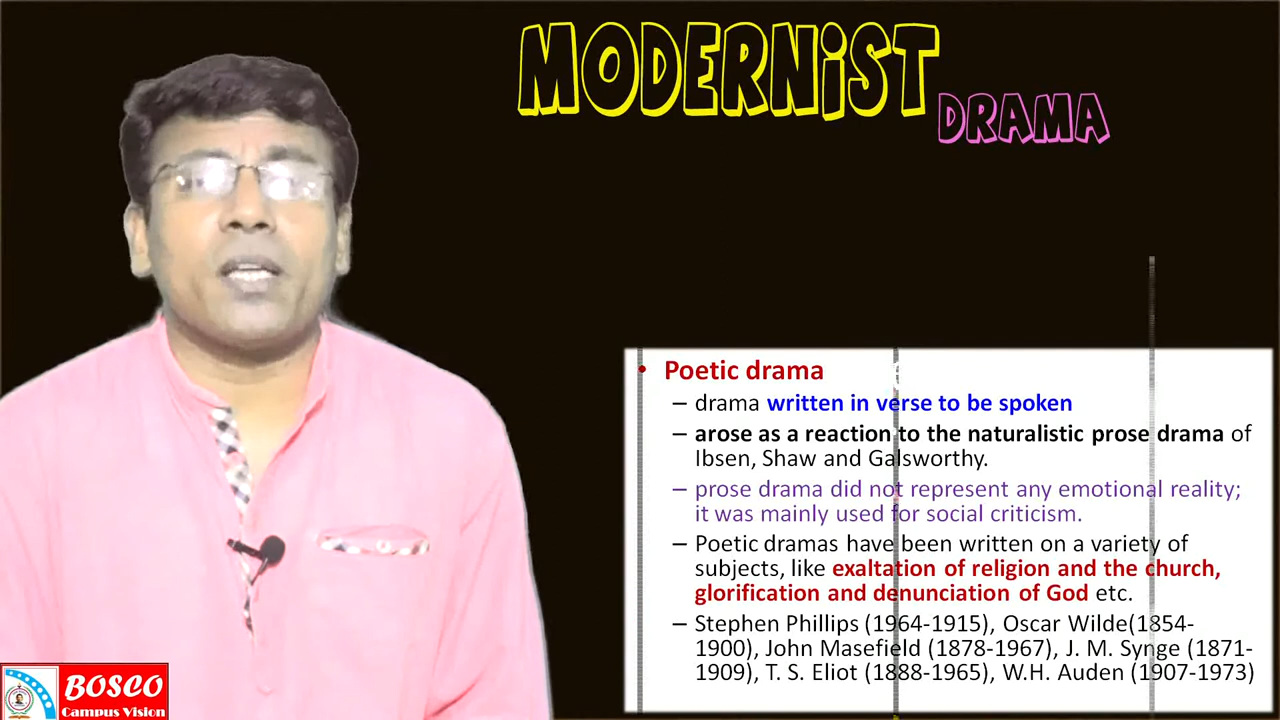 MODERNiST
DRAMA
• Poetic drama
– drama written in verse to be spoken
– arose as a reaction to the naturalistic prose drama of
Ibsen, Shaw and Galsworthy.
– prose drama did not represent any emotional reality;
it was mainly used for social criticism.
– Poetic dramas have been written on a variety of
subjects, like exaltation of religion and the church,
glorification and denunciation of God etc.
– Stephen Phillips (1964-1915), Oscar Wilde(1854-
1900), John Masefield (1878-1967), J. M. Synge (1871-
1909), T. S. Eliot (1888-1965), W.H. Auden (1907-1973)
BOSCO
Campus Vision